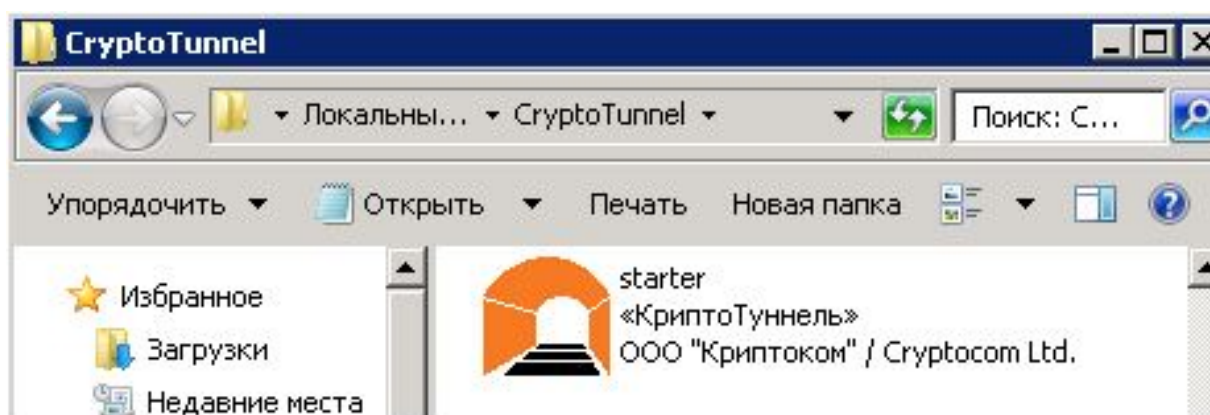 CryptoTunnel
Локальны... CryptoTunnel Поиск: С...
Упорядочить Открыть Печать Новая папка
Избранное
Загрузки
Недавние места
starter
«КриптоТуннель»
ООО "Криптоком" / Cryptocom Ltd.